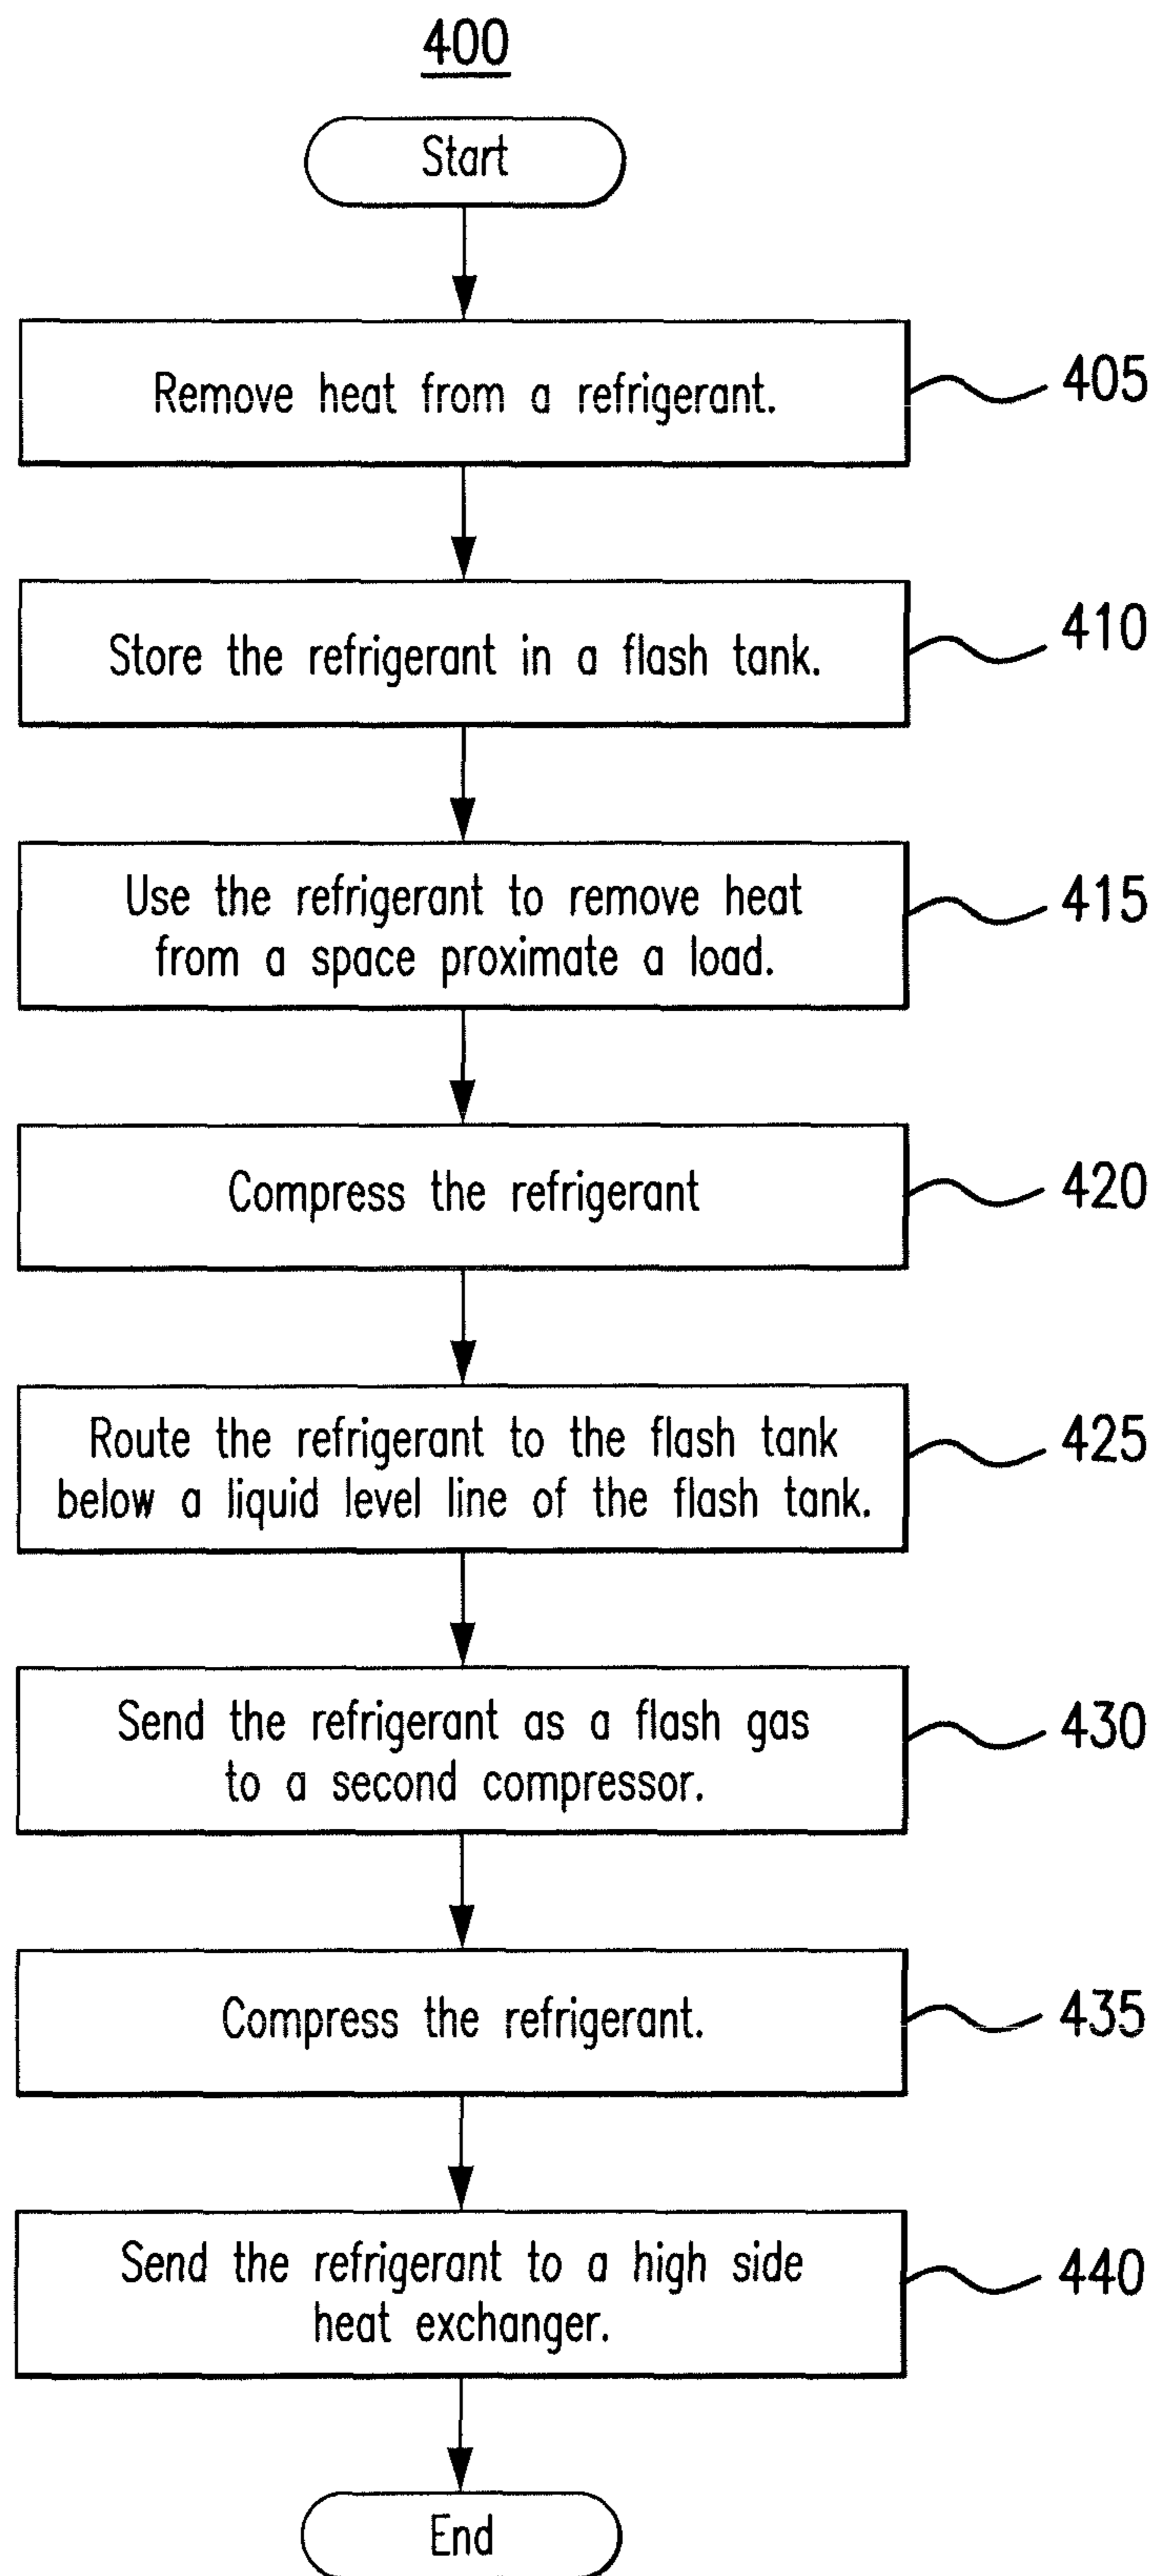 400
Start
Remove heat from a refrigerant.
405
Store the refrigerant in a flash tank.
410
Use the refrigerant to remove heat
from a space proximate a load.
415
Compress the refrigerant
420
Route the refrigerant to the flash tank
below a liquid level line of the flash tank.
425
Send the refrigerant as a flash gas
to a second compressor.
430
Compress the refrigerant.
435
Send the refrigerant to a high side
heat exchanger.
440
End